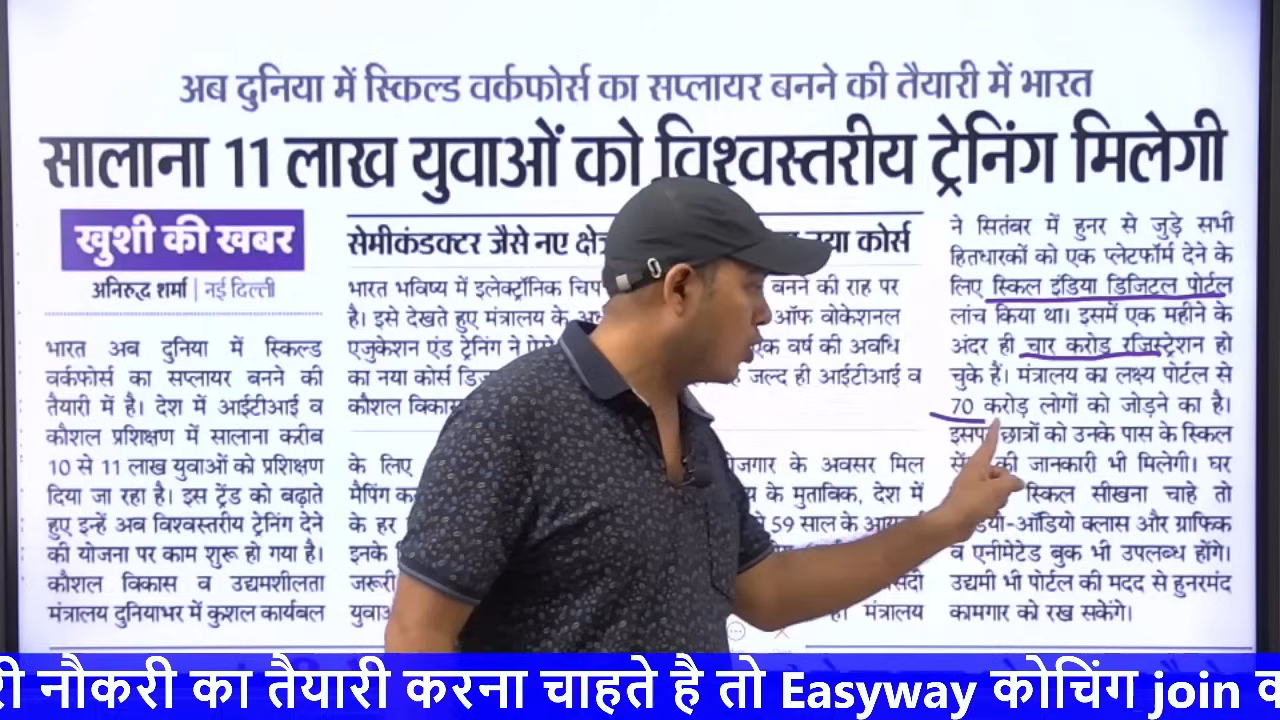 अब दुनिया में स्किल्ड वर्कफोर्स का सप्लायर बनने की तैयारी में भारत
सालाना 11 लाख युवाओं को विश्वस्तरीय ट्रेनिंग मिलेगी
खुशी की खबर
अनिरुद्ध शर्मा | नई दिल्ली
भारत अब दुनिया में स्किल्ड
वर्कफोर्स का सप्लायर बनने की
तैयारी में है। देश में आईटीआई व
कौशल प्रशिक्षण में सालाना करीब
10 से 11 लाख युवाओं को प्रशिक्षण
दिया जा रहा है। इस ट्रेंड को बढ़ाते
हुए इन्हें अब विश्वस्तरीय ट्रेनिंग देने
की योजना पर काम शुरू हो गया है।
कौशल विकास व उद्यमशीलता
मंत्रालय दुनियाभर में कुशल कार्यबल
सेमीकंडक्टर जैसे नए क्षेत्र नया कोर्स
भारत भविष्य में इलेक्ट्रॉनिक चिप बनने की राह पर
है। इसे देखते हुए मंत्रालय के ऑफ वोकेशनल
एजुकेशन एंड ट्रेनिंग ने एक वर्ष की अवधि
का नया कोर्स जल्द ही आईटीआई व
कौशल विकास
के लिए रोजगार के अवसर मिल
मैपिंग के मुताबिक, देश में
के हर 59 साल के
इनके
जरूरी
मंत्रालय
ने सितंबर में हुनर से जुड़े सभी
हितधारकों को एक प्लेटफॉर्म देने के
लिए स्किल इंडिया डिजिटल पोर्टल
लांच किया था। इसमें एक महीने के
अंदर ही चार करोड़ रजिस्ट्रेशन हो
चुके हैं। मंत्रालय का लक्ष्य पोर्टल से
70 करोड़ लोगों को जोड़ने का है।
छात्रों को उनके पास के स्किल
की जानकारी भी मिलेगी। घर
स्किल सीखना चाहे तो
क्लास और ग्राफिक
व एनीमेटेड बुक भी उपलब्ध होंगे।
उद्यमी भी पोर्टल की मदद से हुनरमंद
कामगार को रख सकेंगे।
री नौकरी का तैयारी करना चाहते है तो Easyway कोचिंग join